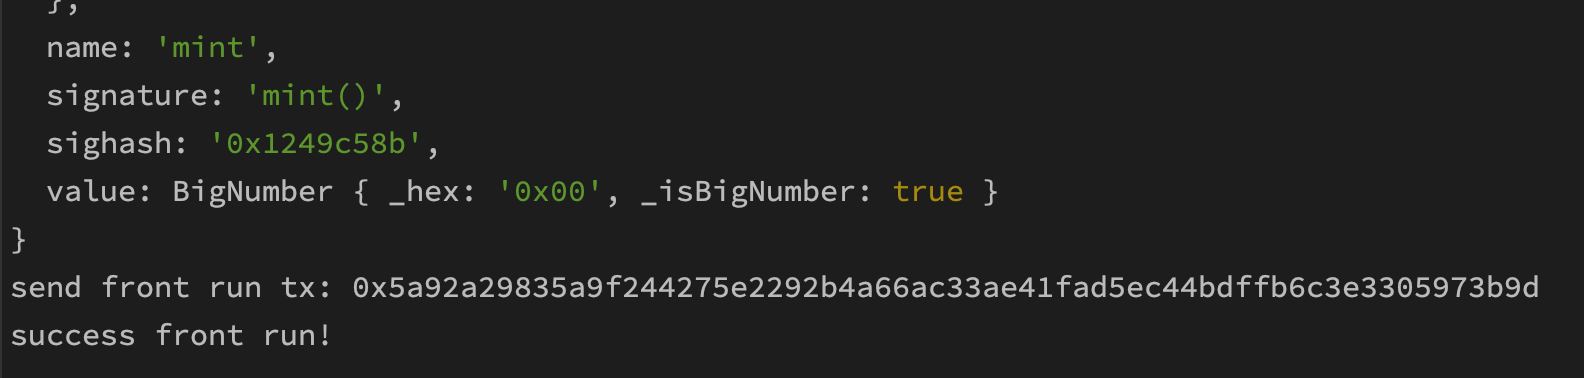 },
name: 'mint',
signature: 'mint()',
sighash: '0x1249c58b',
value: BigNumber { _hex: '0x00', _isBigNumber: true }
}
send front run tx: 0x5a92a29835a9f244275e2292b4a66ac33ae41fad5ec44bdffb6c3e3305973b9d
success front run!